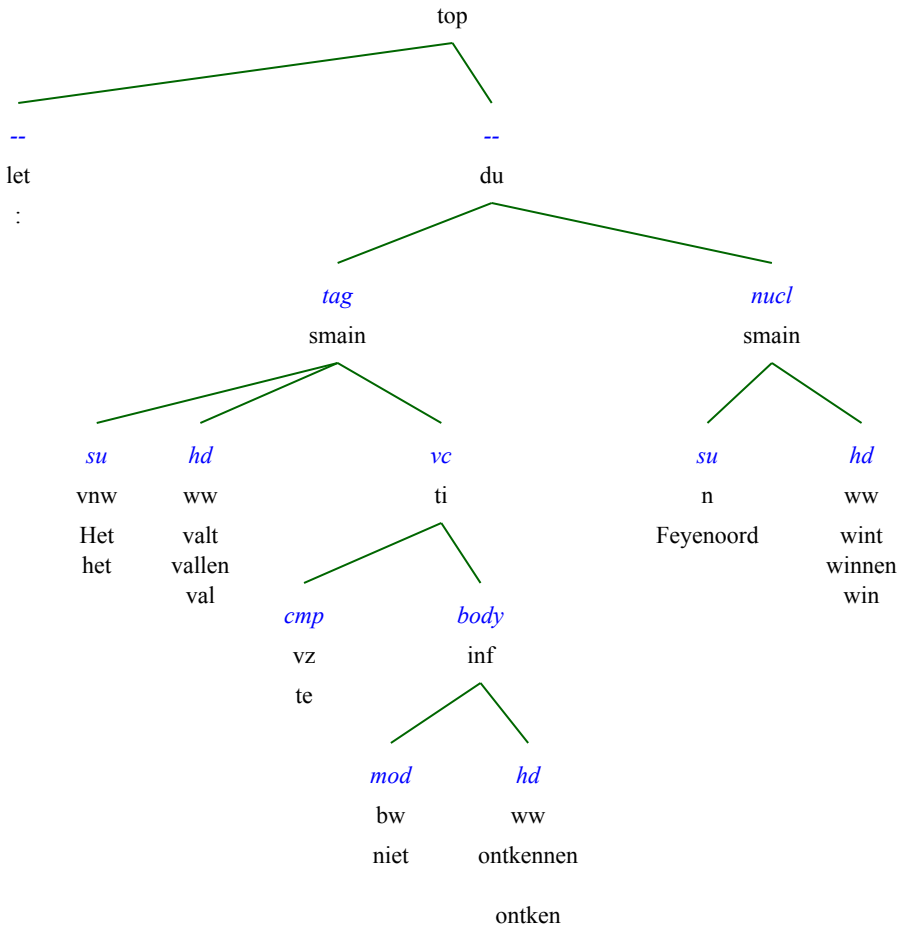 top
-- --
let du
:
tag nucl
smain smain
su hd vc su hd
vnw ww ti n ww
Het valt Feyenoord wint
het vallen winnen
val win
cmp body
vz inf
te
mod hd
bw ww
niet ontkennen
ontken